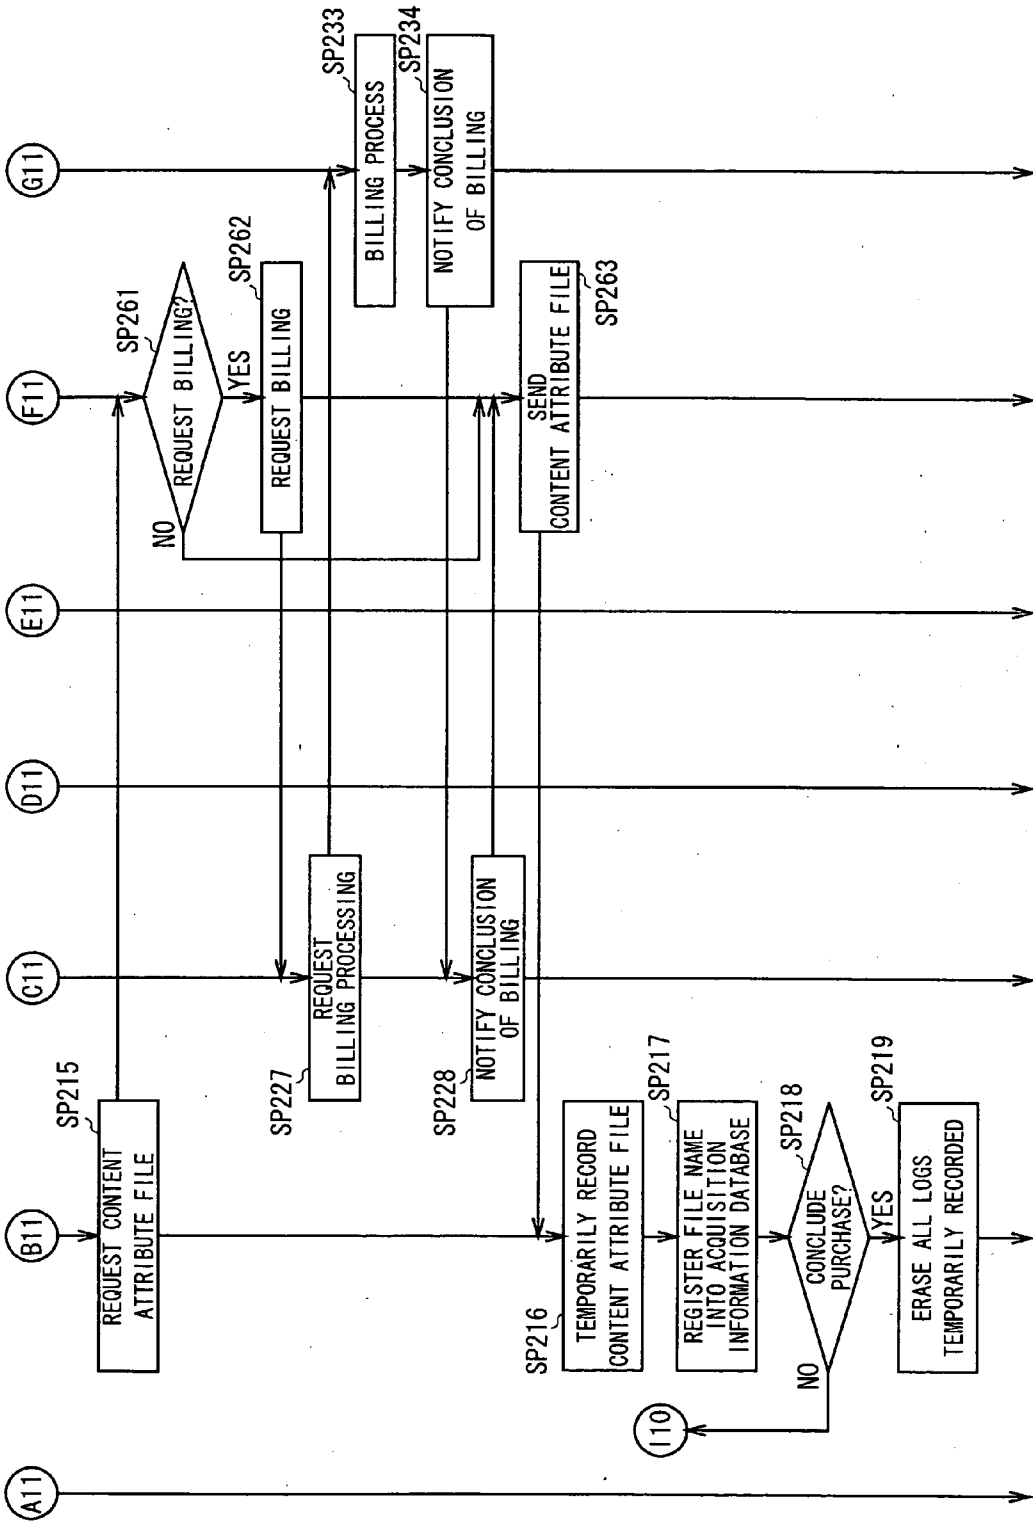 A11
B11
C11
D11
E11
F11
G11
SP215
REQUEST CONTENT
ATTRIBUTE FILE
SP261
REQUEST BILLING?
YES
NO
SP262
REQUEST BILLING
SP227
REQUEST
BILLING PROCESSING
SP233
BILLING PROCESS
SP234
NOTIFY CONCLUSION
OF BILLING
SP228
NOTIFY CONCLUSION
OF BILLING
SP263
SEND
CONTENT ATTRIBUTE FILE
SP216
TEMPORARILY RECORD
CONTENT ATTRIBUTE FILE
SP217
REGISTER FILE NAME
INTO ACQUISITION
INFORMATION DATABASE
SP218
CONCLUDE
PURCHASE?
NO
YES
I10
SP219
ERASE ALL LOGS
TEMPORARILY RECORDED